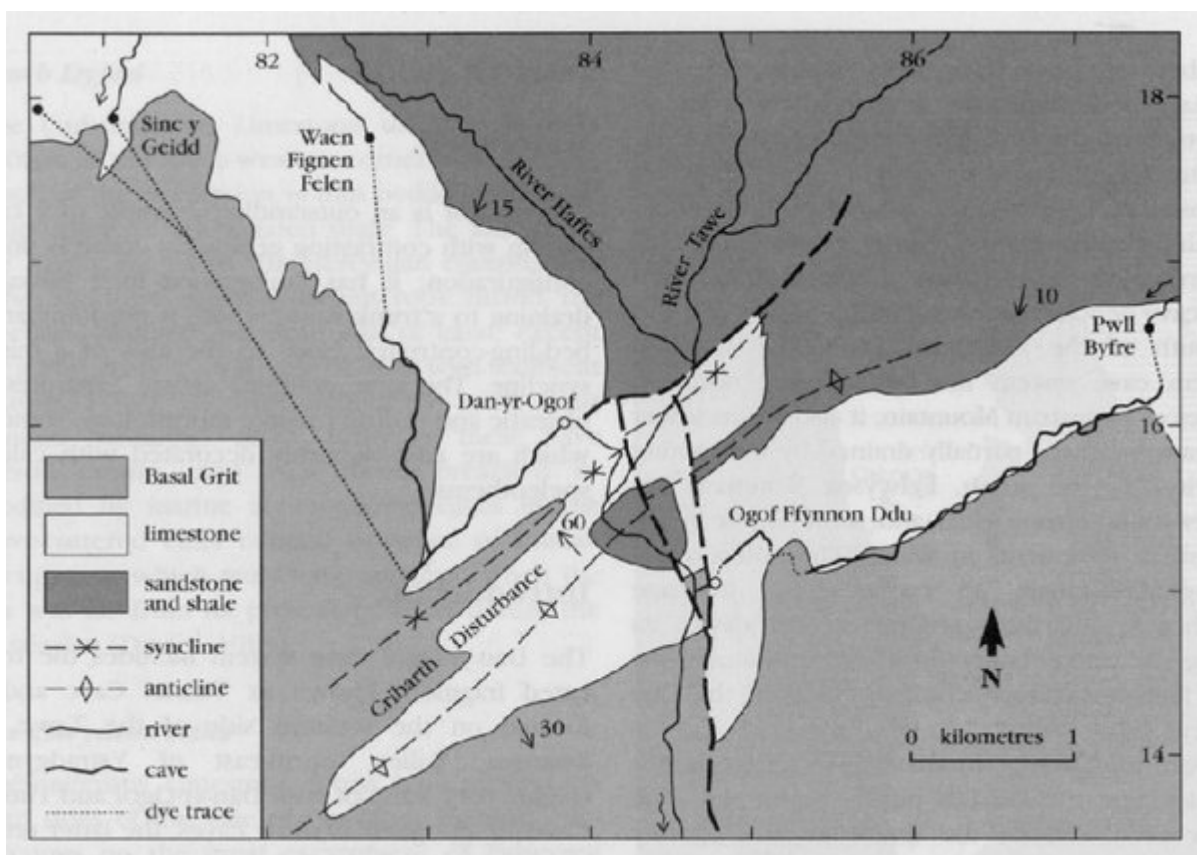 82
84
86
18
Sinc y
Geidd
Waen
Fignen
Felen
River Haffes
15
River Tawe
10
Pwll
Byfre
Dan-yr-Ogof
16
60
Ogof Ffynnon Ddu
Cribarth Disturbance
30
N
0 kilometres 1
14
Basal Grit
limestone
sandstone
and shale
syncline
anticline
river
cave
dye trace